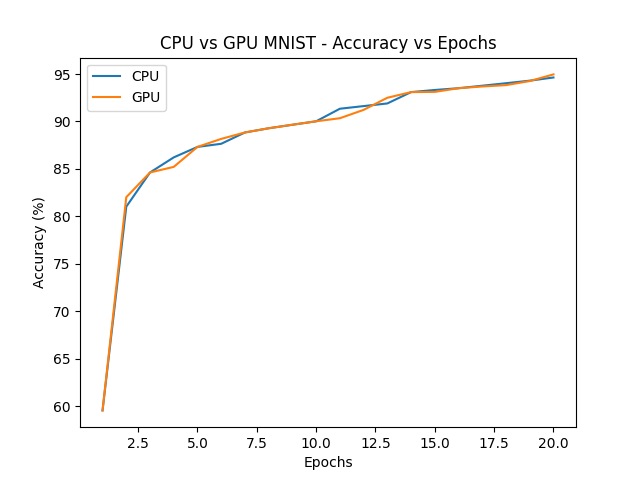 CPU vs GPU MNIST - Accuracy vs Epochs
CPU
GPU
Accuracy (%)
95
90
85
80
75
70
65
60
2.5 5.0 7.5 10.0 12.5 15.0 17.5 20.0
Epochs